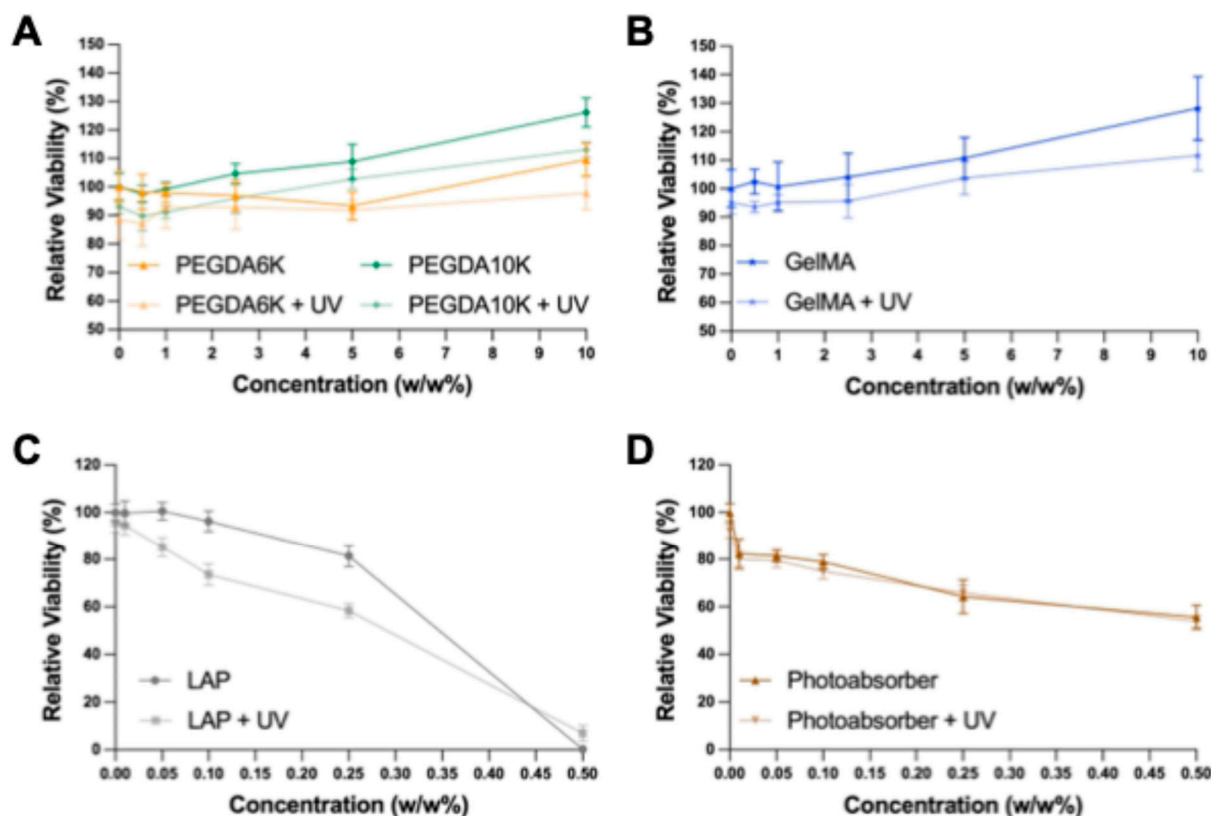 A
Relative Viability (%)
150
140
130
120
110
100
90
80
70
60
50
PEGDA6K
PEGDA10K
PEGDA6K + UV
PEGDA10K + UV
0 1 2 3 4 5 6 7 8 9 10
Concentration (w/w%)
B
Relative Viability (%)
150
140
130
120
110
100
90
80
70
60
50
GelMA
GelMA + UV
0 1 2 3 4 5 6 7 8 9 10
Concentration (w/w%)
C
Relative Viability (%)
120
100
80
60
40
20
0
LAP
LAP + UV
0.00 0.05 0.10 0.15 0.20 0.25 0.30 0.35 0.40 0.45 0.50
Concentration (w/w%)
D
Relative Viability (%)
120
100
80
60
40
20
0
Photoabsorber
Photoabsorber + UV
0.00 0.05 0.10 0.15 0.20 0.25 0.30 0.35 0.40 0.45 0.50
Concentration (w/w%)